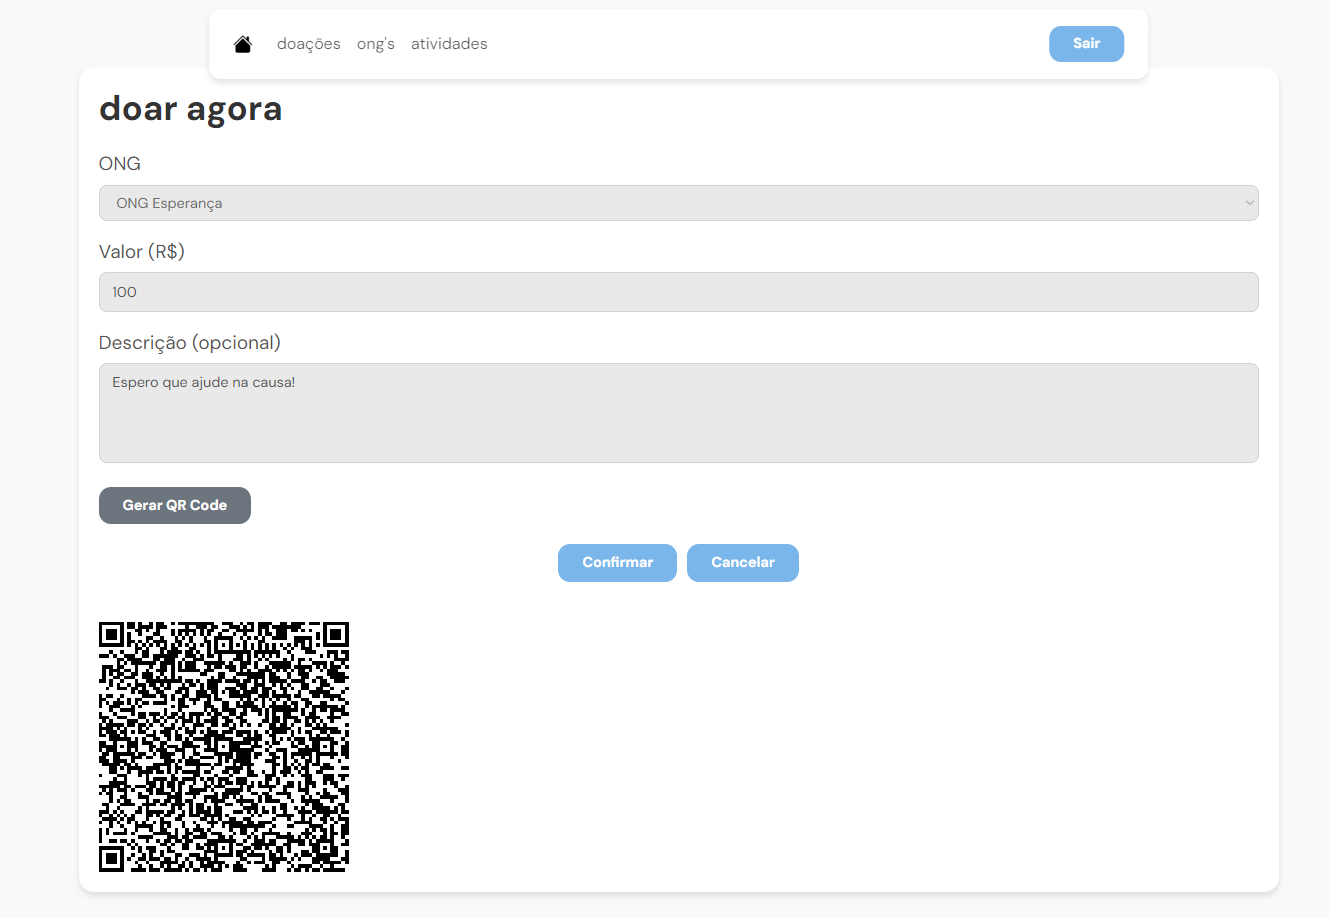 doações ong's atividades Sair
doar agora
ONG
ONG Esperança
Valor (R$)
100
Descrição (opcional)
Espero que ajude na causa!
Gerar QR Code
Confirmar Cancelar